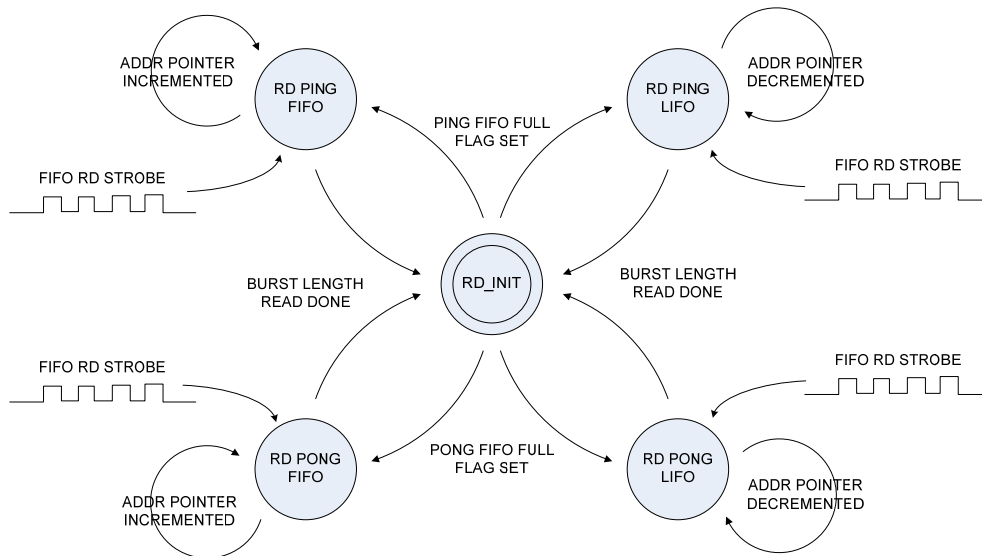 ADDR POINTER
INCREMENTED
RD PING
FIFO
PING FIFO FULL
FLAG SET
RD PING
LIFO
ADDR POINTER
DECREMENTED
FIFO RD STROBE
FIFO RD STROBE
BURST LENGTH
READ DONE
RD_INIT
BURST LENGTH
READ DONE
FIFO RD STROBE
FIFO RD STROBE
RD PONG
FIFO
PONG FIFO FULL
FLAG SET
RD PONG
LIFO
ADDR POINTER
INCREMENTED
ADDR POINTER
DECREMENTED